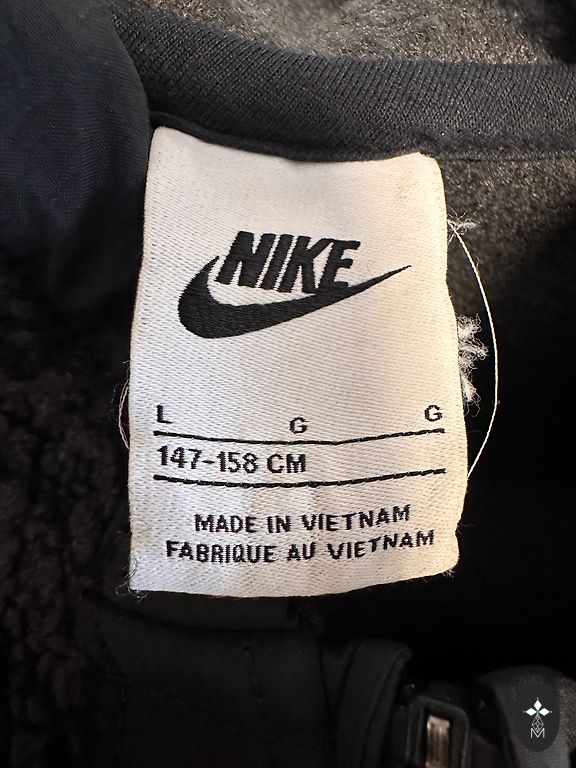 NIKE
L G G
147-158 CM
MADE IN VIETNAM
FABRIQUE AU VIETNAM
M